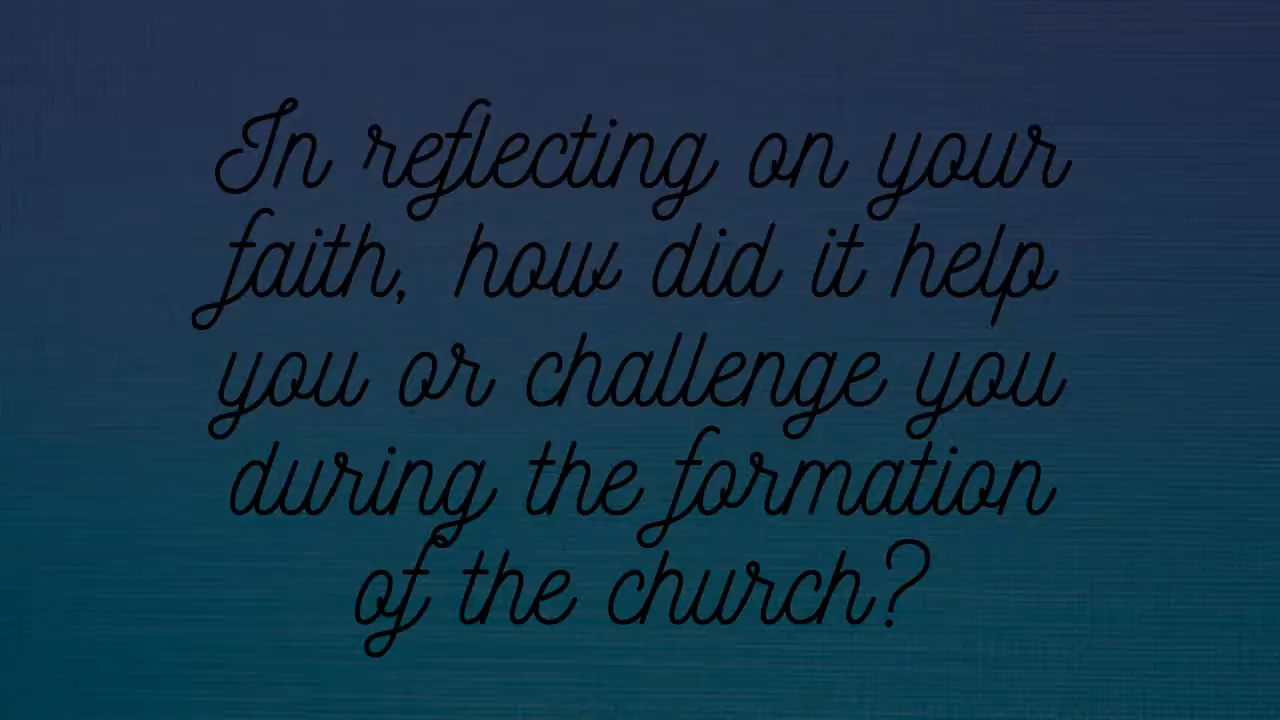 In reflecting on your
faith, how did it help
you or challenge you
during the formation
of the church?